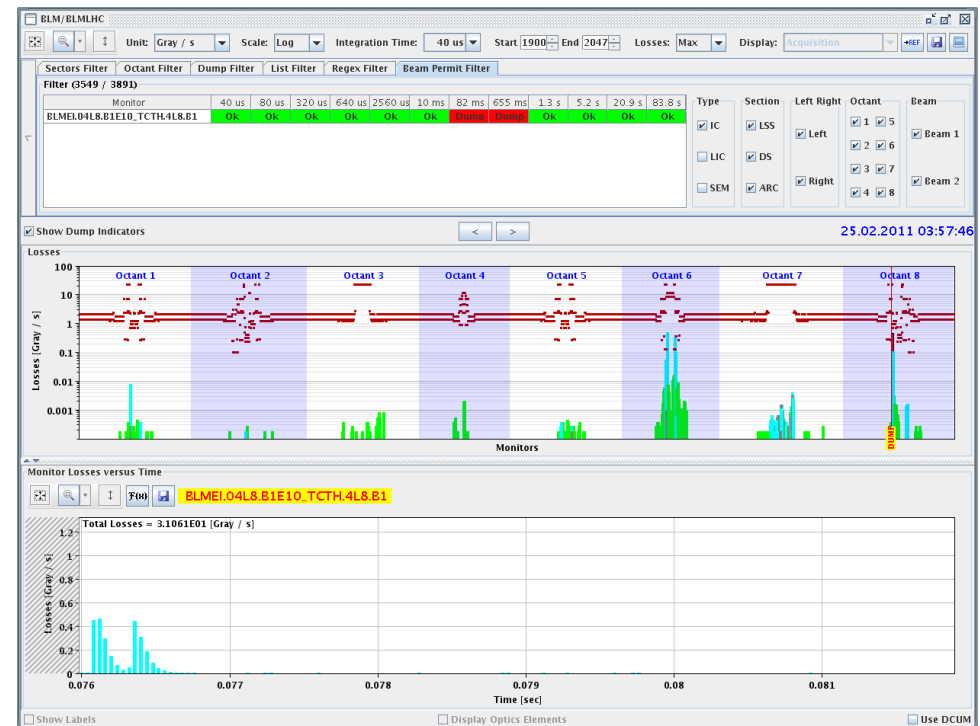 BLM/BLMLHC
Unit: Gray / s Scale: Log Integration Time: 40 us Start 1900 End 2047 Losses: Max Display: Acquisition REF
Sectors Filter Octant Filter Dump Filter List Filter Regex Filter Beam Permit Filter
Filter (3549 / 3891)
Monitor 40 us 80 us 320 us 640 us 2560 us 10 ms 82 ms 655 ms 1.3 s 5.2 s 20.9 s 83.8 s
BLMEI.04L8.B1E10_TCTH.4L8.B1 Ok Ok Ok Ok Ok Ok Dump Dump Ok Ok Ok Ok
Type Section Left Right Octant Beam
IC LSS Left 1 5 Beam 1
2 6
LIC DS
3 7
SEM ARC Right 4 8 Beam 2
Show Dump Indicators < > 25.02.2011 03:57:46
Losses
Octant 1 Octant 2 Octant 3 Octant 4 Octant 5 Octant 6 Octant 7 Octant 8
100
10
1
0.1
0.01
0.001
Losses [Gray / s]
DUMP
Monitors
Monitor Losses versus Time
F(x) BLMEI.04L8.B1E10_TCTH.4L8.B1
Total Losses = 3.1061E01 [Gray / s]
1.2
1
0.8
0.6
0.4
0.2
0
Losses [Gray / s]
0.076 0.077 0.078 0.079 0.08 0.081
Time [sec]
Show Labels Display Optics Elements Use DCUM